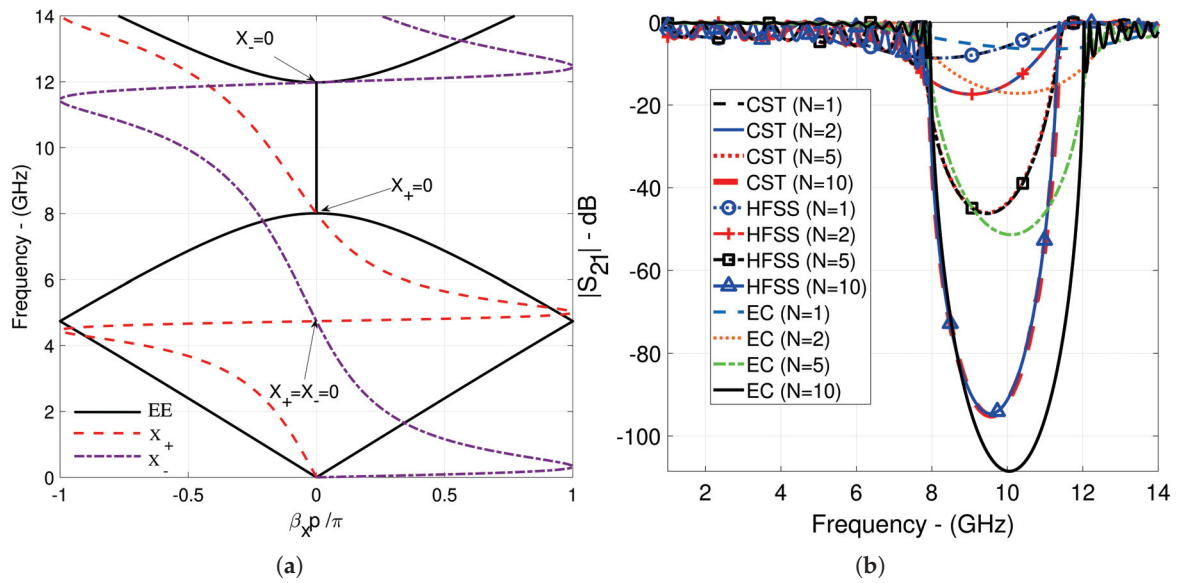 14
12
10
8
6
4
2
0
Frequency - (GHz)
X_=0
X+=0
X+=X_=0
EE
X+
X-
-1
-0.5
0
0.5
1
βxp/π
(a)
0
-20
-40
-60
-80
-100
|S21| - dB
CST (N=1)
CST (N=2)
CST (N=5)
CST (N=10)
HFSS (N=1)
HFSS (N=2)
HFSS (N=5)
HFSS (N=10)
EC (N=1)
EC (N=2)
EC (N=5)
EC (N=10)
2
4
6
8
10
12
14
Frequency - (GHz)
(b)